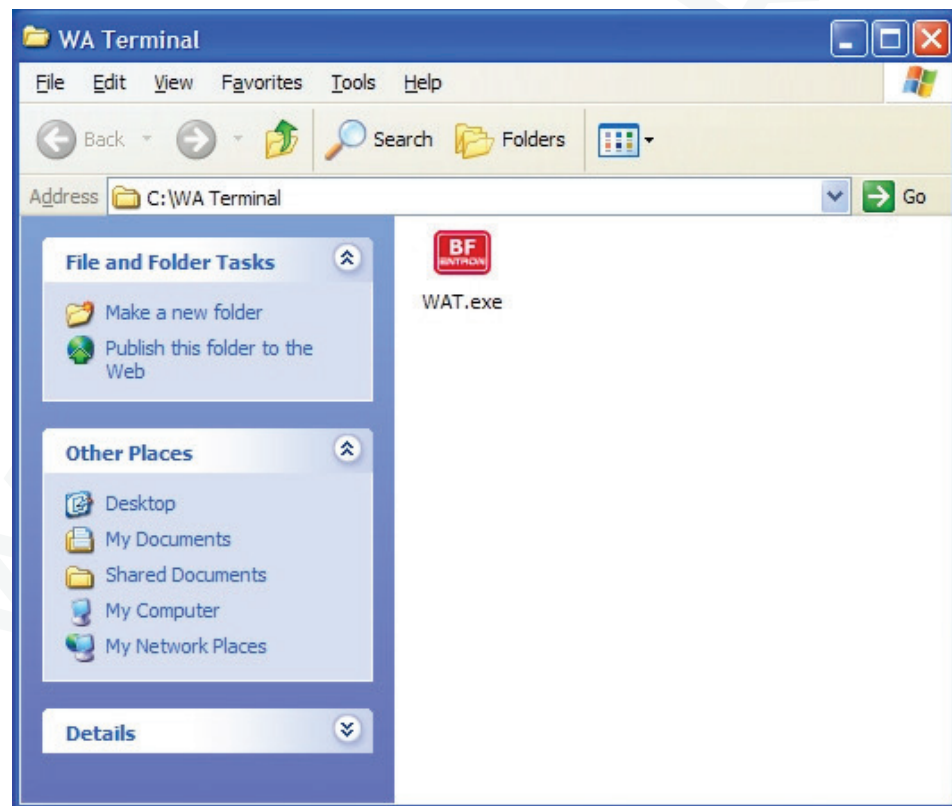 WA Terminal
File Edit View Favorites Tools Help
Back Search Folders
Address C:\WA Terminal Go
File and Folder Tasks
Make a new folder
Publish this folder to the
Web
Other Places
Desktop
My Documents
Shared Documents
My Computer
My Network Places
Details
BF
ENTRON
WAT.exe